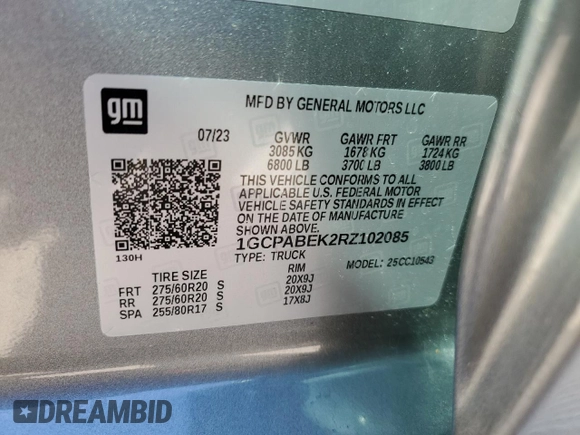 gm
MFD BY GENERAL MOTORS LLC
07/23 GVWR GAWR FRT GAWR RR
3085 KG 1678 KG 1724 KG
6800 LB 3700 LB 3800 LB
THIS VEHICLE CONFORMS TO ALL
APPLICABLE U.S. FEDERAL MOTOR
VEHICLE SAFETY STANDARDS IN EFFECT
ON THE DATE OF MANUFACTURE
SHOWN ABOVE.
1GCPABEK2RZ102085
130H
TYPE: TRUCK MODEL: 25CC10543
TIRE SIZE RIM
FRT 275/60R20 S 20X9J
RR 275/60R20 S 20X9J
SPA 255/80R17 S 17X8J
DREAMBID